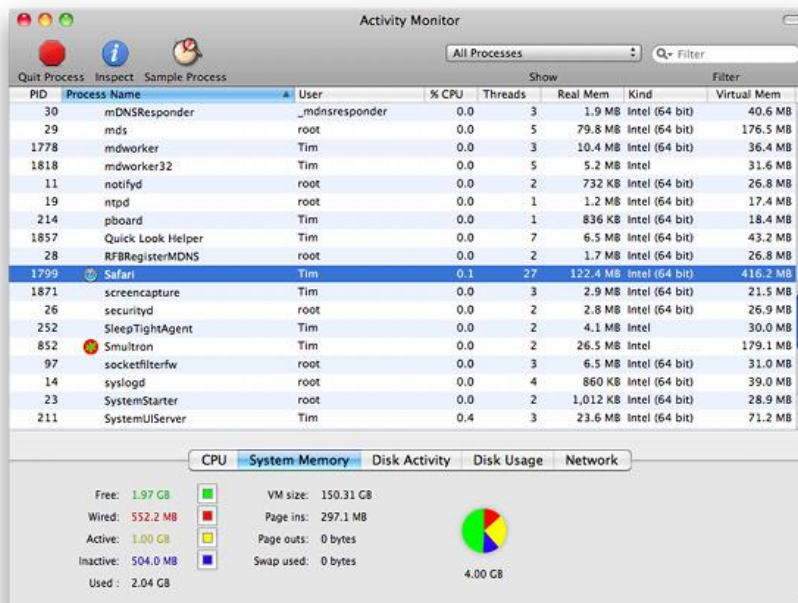 Activity Monitor
Quit Process Inspect Sample Process All Processes Show Filter Filter
PID Process Name User % CPU Threads Real Mem Kind Virtual Mem
30 mDNSResponder _mdnsresponder 0.0 3 1.9 MB Intel (64 bit) 40.6 MB
29 mds root 0.0 5 79.8 MB Intel (64 bit) 176.5 MB
1778 mdworker Tim 0.0 3 10.4 MB Intel (64 bit) 36.4 MB
1818 mdworker32 Tim 0.0 5 5.2 MB Intel 31.6 MB
11 notifyd root 0.0 2 732 KB Intel (64 bit) 26.8 MB
19 ntpd root 0.0 1 1.2 MB Intel (64 bit) 17.4 MB
214 pboard Tim 0.0 1 836 KB Intel (64 bit) 18.4 MB
1857 Quick Look Helper Tim 0.0 7 6.5 MB Intel (64 bit) 43.2 MB
28 RFBRegisterMDNS root 0.0 2 1.7 MB Intel (64 bit) 26.8 MB
1799 Safari Tim 0.1 27 122.4 MB Intel (64 bit) 416.2 MB
1871 screencapture Tim 0.0 3 2.9 MB Intel (64 bit) 21.5 MB
26 securityd root 0.0 2 2.8 MB Intel (64 bit) 26.9 MB
252 SleepTightAgent Tim 0.0 2 4.1 MB Intel 30.0 MB
852 Smultron Tim 0.0 2 26.5 MB Intel 179.1 MB
97 socketfilterfw root 0.0 3 6.5 MB Intel (64 bit) 31.0 MB
14 syslogd root 0.0 4 860 KB Intel (64 bit) 39.0 MB
23 SystemStarter root 0.0 2 1,012 KB Intel (64 bit) 28.9 MB
211 SystemUIServer Tim 0.4 3 23.6 MB Intel (64 bit) 71.2 MB
CPU System Memory Disk Activity Disk Usage Network
Free: 1.97 GB VM size: 150.31 GB
Wired: 552.2 MB Page ins: 297.1 MB
Active: 1.00 GB Page outs: 0 bytes
Inactive: 504.0 MB Swap used: 0 bytes
Used : 2.04 GB
4.00 GB